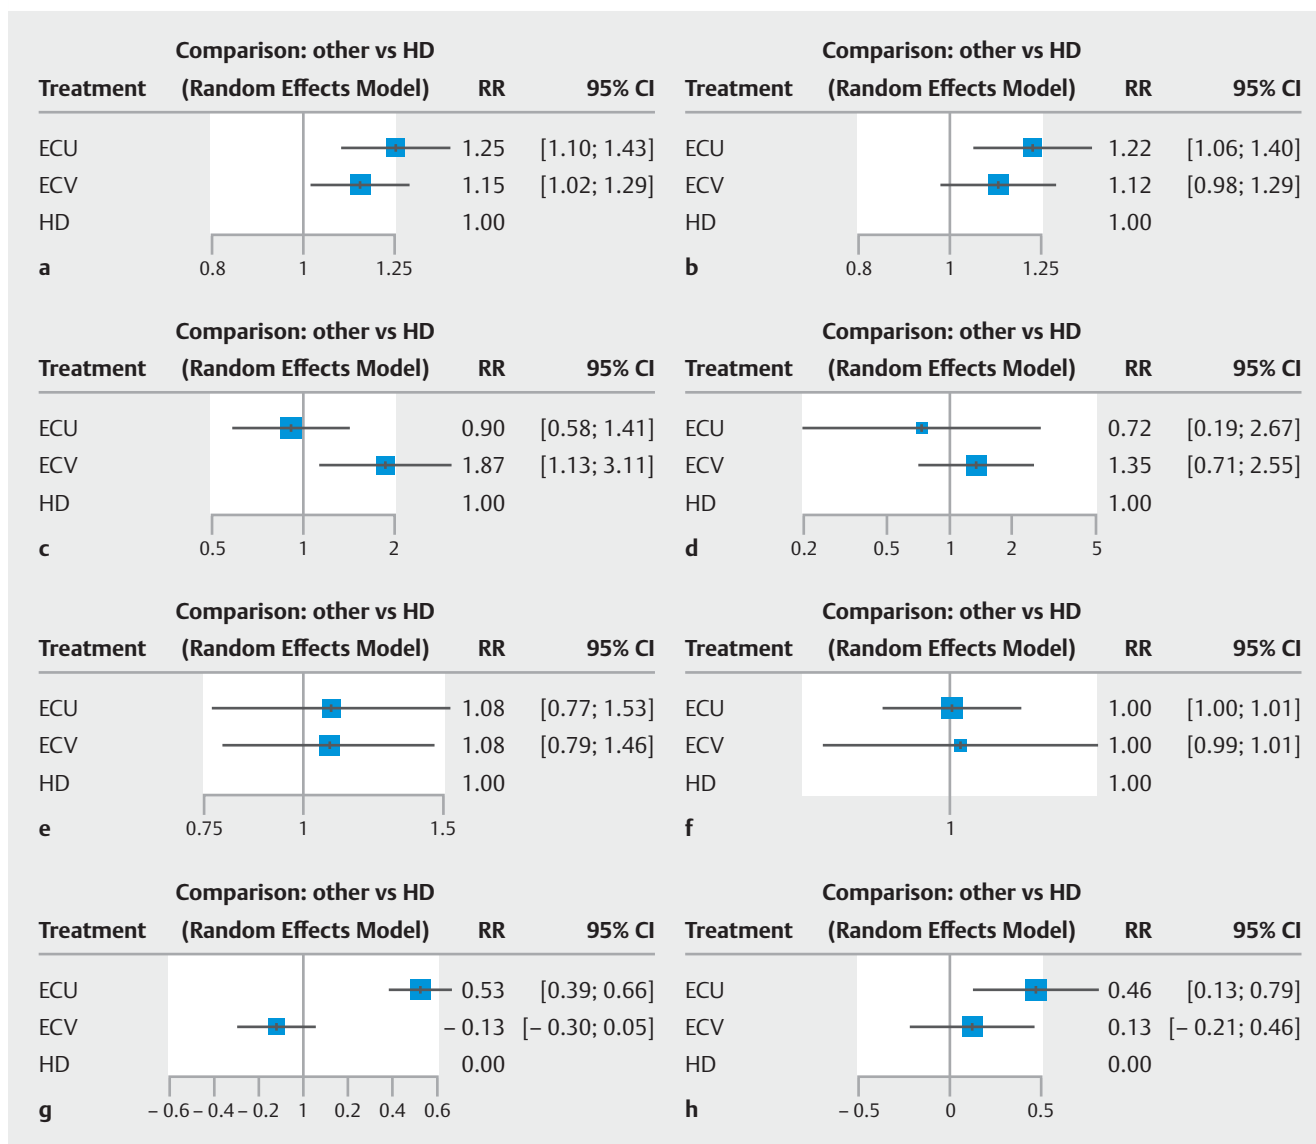 Comparison: other vs HD
Treatment (Random Effects Model) RR 95% CI
ECU 1.25 [1.10; 1.43]
ECV 1.15 [1.02; 1.29]
HD 1.00
0.8 1 1.25
a
Comparison: other vs HD
Treatment (Random Effects Model) RR 95% CI
ECU 1.22 [1.06; 1.40]
ECV 1.12 [0.98; 1.29]
HD 1.00
0.8 1 1.25
b
Comparison: other vs HD
Treatment (Random Effects Model) RR 95% CI
ECU 0.90 [0.58; 1.41]
ECV 1.87 [1.13; 3.11]
HD 1.00
0.5 1 2
c
Comparison: other vs HD
Treatment (Random Effects Model) RR 95% CI
ECU 0.72 [0.19; 2.67]
ECV 1.35 [0.71; 2.55]
HD 1.00
0.2 0.5 1 2 5
d
Comparison: other vs HD
Treatment (Random Effects Model) RR 95% CI
ECU 1.08 [0.77; 1.53]
ECV 1.08 [0.79; 1.46]
HD 1.00
0.75 1 1.5
e
Comparison: other vs HD
Treatment (Random Effects Model) RR 95% CI
ECU 1.00 [1.00; 1.01]
ECV 1.00 [0.99; 1.01]
HD 1.00
1
f
Comparison: other vs HD
Treatment (Random Effects Model) RR 95% CI
ECU 0.53 [0.39; 0.66]
ECV – 0.13 [– 0.30; 0.05]
HD 0.00
– 0.6 – 0.4 – 0.2 1 0.2 0.4 0.6
g
Comparison: other vs HD
Treatment (Random Effects Model) RR 95% CI
ECU 0.46 [0.13; 0.79]
ECV 0.13 [– 0.21; 0.46]
HD 0.00
– 0.5 0 0.5
h